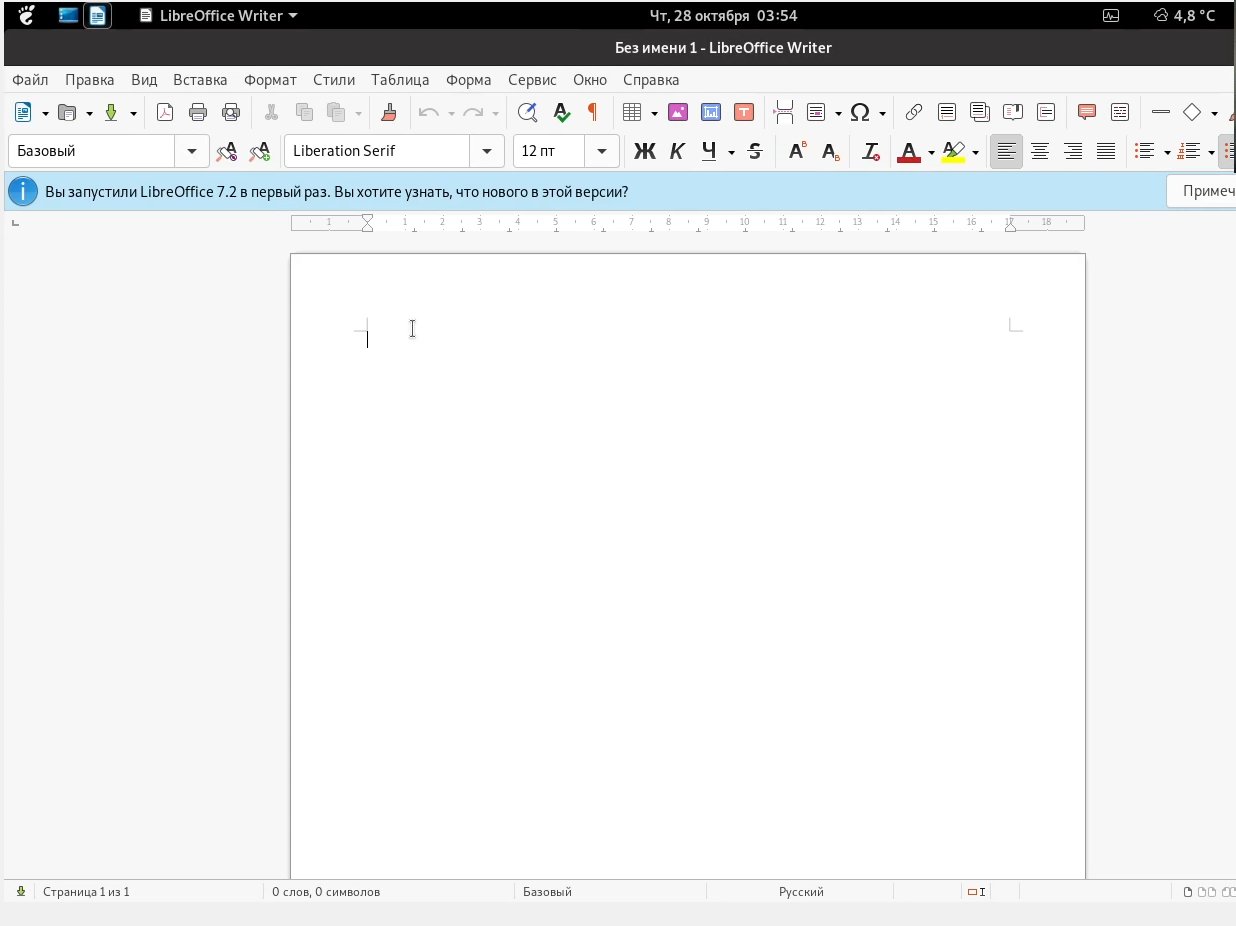 LibreOffice Writer Чт, 28 октября 03:54 4,8 °C
Без имени 1 - LibreOffice Writer
Файл Правка Вид Вставка Формат Стили Таблица Форма Сервис Окно Справка
Базовый Liberation Serif 12 пт Ж К Ч S
Вы запустили LibreOffice 7.2 в первый раз. Вы хотите узнать, что нового в этой версии? Примеч
1 1 2 3 4 5 6 7 8 9 10 11 12 13 14 15 16 17 18
Страница 1 из 1 0 слов, 0 символов Базовый Русский